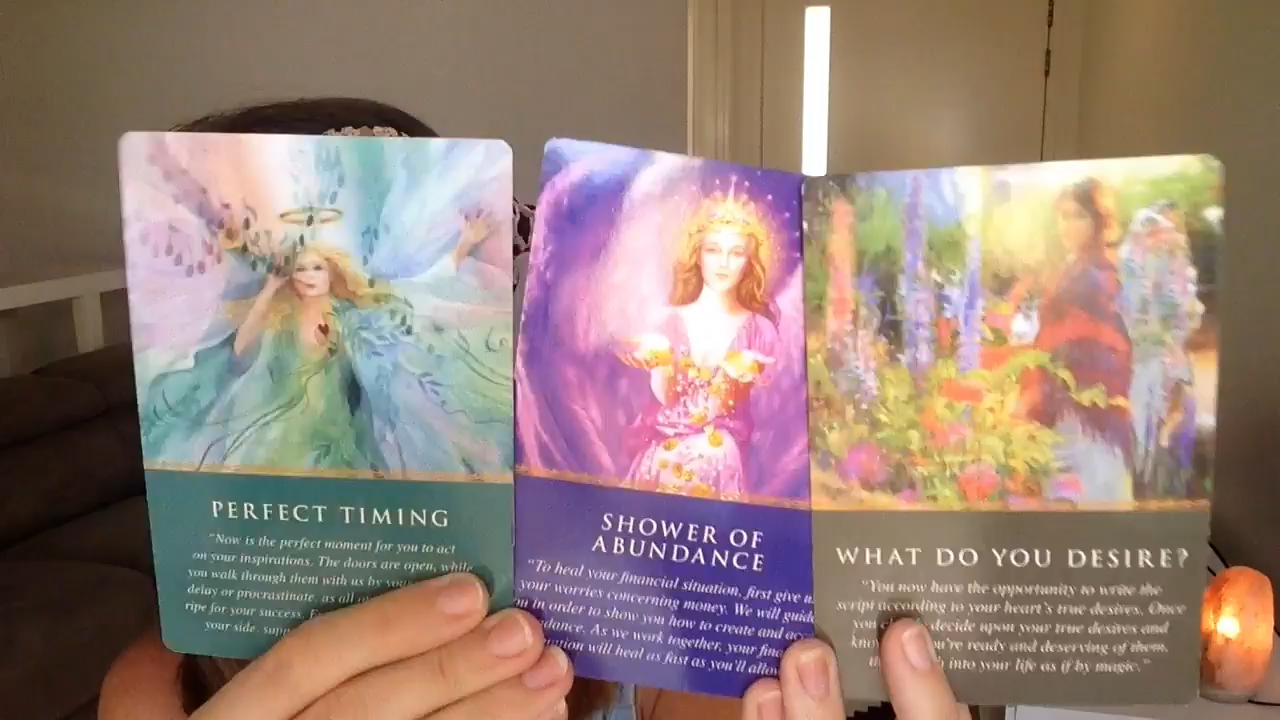 PERFECT TIMING
"Now is the perfect moment for you to act
on your inspirations. The doors are open, while
you walk through them with us by your
delay or procrastinate, as all
ripe for your success.
your side,
SHOWER OF
ABUNDANCE
"To heal your financial situation, first give
your worries concerning money. We will guide
in order to show you how to create and
As we work together, your
will heal as fast as you'll allow
WHAT DO YOU DESIRE?
"You now have the opportunity to write the
script according to your heart's true desires. Once
you decide upon your true desires and
you're ready and deserving of them,
into your life as if by magic."